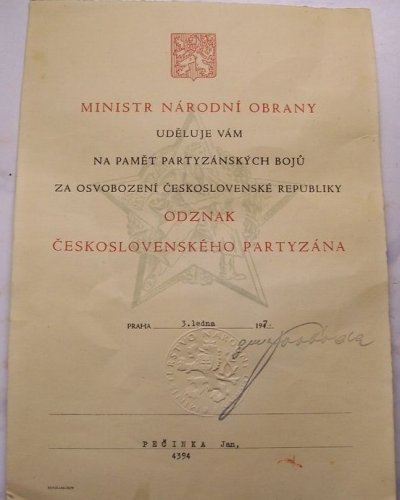 MINISTR NÁRODNÍ OBRANY
UDĚLUJE VÁM
NA PAMĚT PARTYZÁNSKÝCH BOJŮ
ZA OSVOBOZENÍ ČESKOSLOVENSKÉ REPUBLIKY
ODZNAK
ČESKOSLOVENSKÉHO PARTYZÁNA
PRAHA 3.ledna 197
PEČINKA Jan,
4394